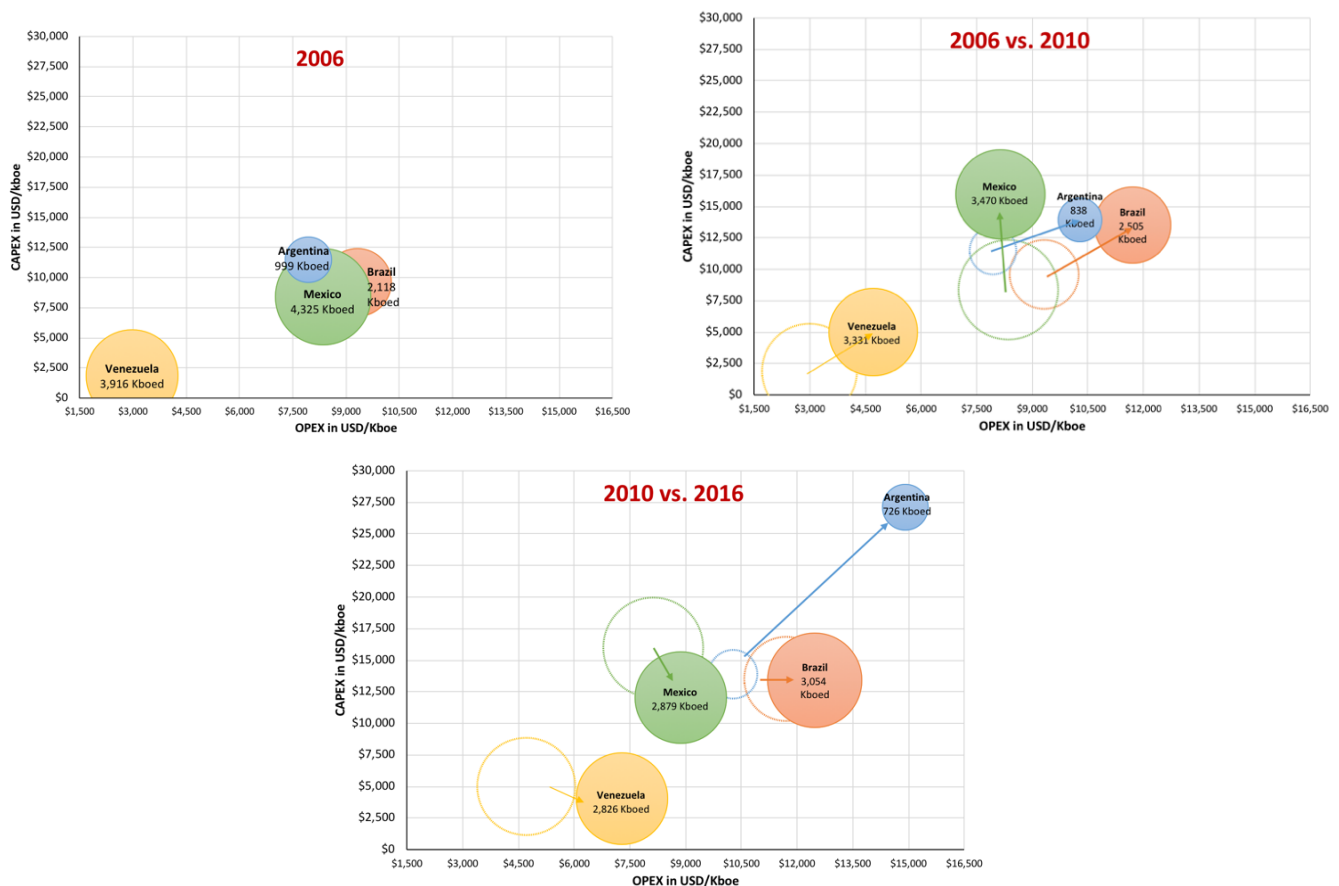 2006
CAPEX in USD/kboe
$30,000
$27,500
$25,000
$22,500
$20,000
$17,500
$15,000
$12,500
$10,000
$7,500
$5,000
$2,500
$0
Argentina
999 Kboed
Brazil
2,118
Kboed
Mexico
4,325 Kboed
Venezuela
3,916 Kboed
$1,500 $3,000 $4,500 $6,000 $7,500 $9,000 $10,500 $12,000 $13,500 $15,000 $16,500
OPEX in USD/Kboe
2006 vs. 2010
CAPEX in USD/kboe
$30,000
$27,500
$25,000
$22,500
$20,000
$17,500
$15,000
$12,500
$10,000
$7,500
$5,000
$2,500
$0
Mexico
3,470 Kboed
Argentina
838
Kboed
Brazil
2,505
Kboed
Venezuela
3,331 Kboed
$1,500 $3,000 $4,500 $6,000 $7,500 $9,000 $10,500 $12,000 $13,500 $15,000 $16,500
OPEX in USD/Kboe
2010 vs. 2016
CAPEX in USD/kboe
$30,000
$27,500
$25,000
$22,500
$20,000
$17,500
$15,000
$12,500
$10,000
$7,500
$5,000
$2,500
$0
Argentina
726 Kboed
Brazil
3,054
Kboed
Mexico
2,879 Kboed
Venezuela
2,826 Kboed
$1,500 $3,000 $4,500 $6,000 $7,500 $9,000 $10,500 $12,000 $13,500 $15,000 $16,500
OPEX in USD/Kboe